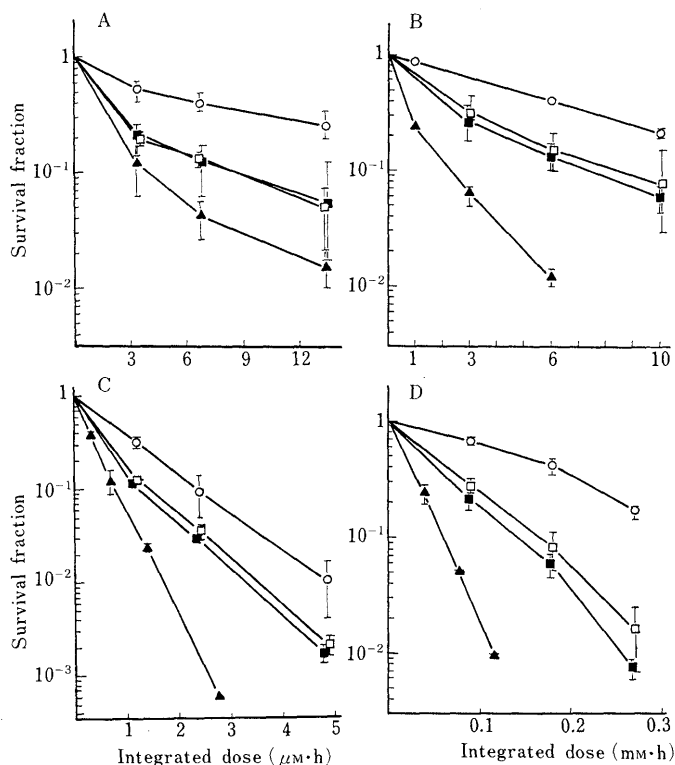 A
B
Survival fraction
1
10⁻¹
10⁻²
3 6 9 12
1
10⁻¹
10⁻²
1 3 6 10
C
D
Survival fraction
1
10⁻¹
10⁻²
10⁻³
1 2 3 4 5
Integrated dose (μM·h)
1
10⁻¹
10⁻²
0.1 0.2 0.3
Integrated dose (mM·h)